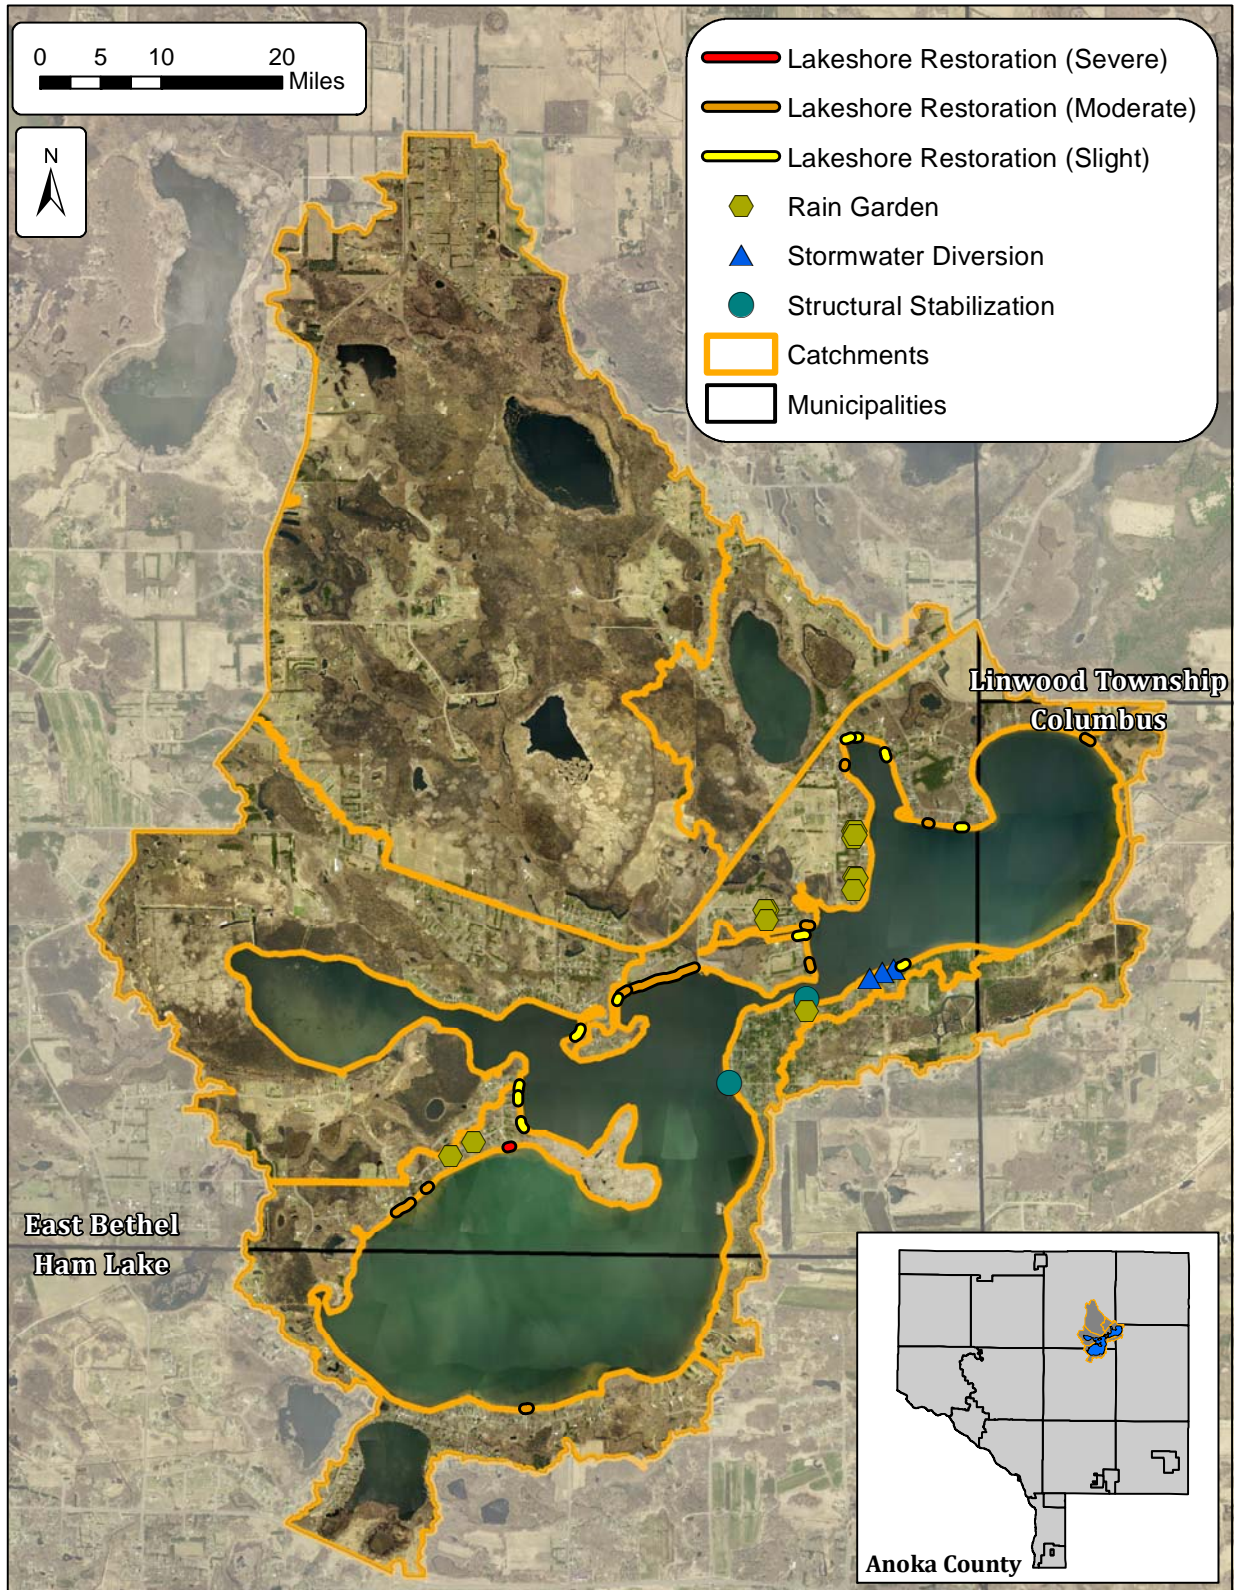 0 5 10 20
Miles
N
Lakeshore Restoration (Severe)
Lakeshore Restoration (Moderate)
Lakeshore Restoration (Slight)
Rain Garden
Stormwater Diversion
Structural Stabilization
Catchments
Municipalities
Linwood Township
Columbus
East Bethel
Ham Lake
Anoka County